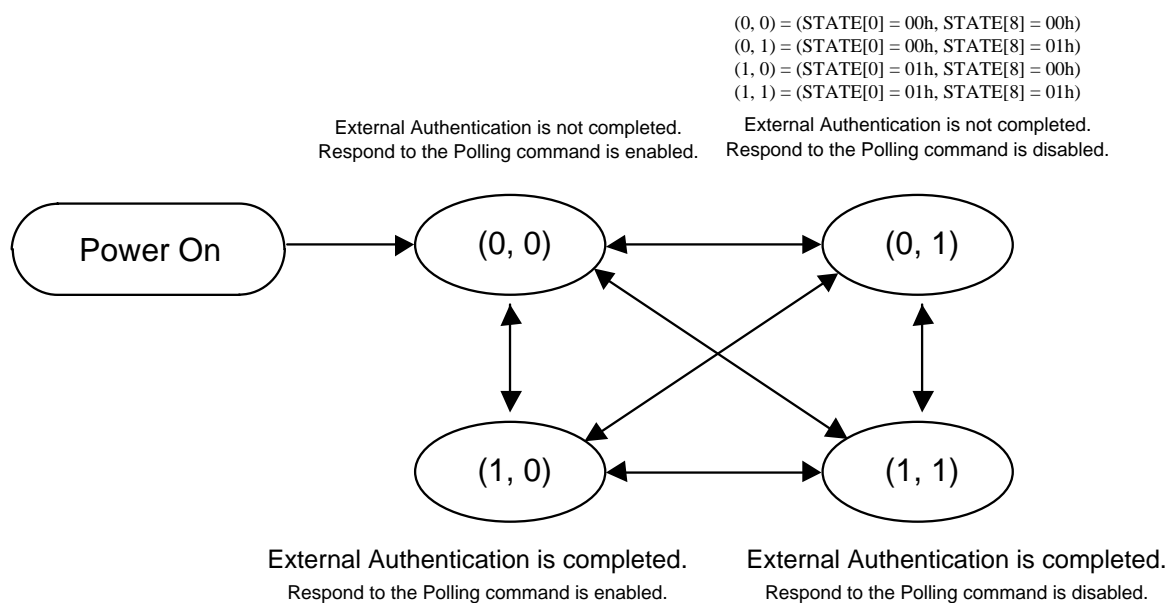 (0, 0) = (STATE[0] = 00h, STATE[8] = 00h)
(0, 1) = (STATE[0] = 00h, STATE[8] = 01h)
(1, 0) = (STATE[0] = 01h, STATE[8] = 00h)
(1, 1) = (STATE[0] = 01h, STATE[8] = 01h)
External Authentication is not completed.
Respond to the Polling command is enabled.
External Authentication is not completed.
Respond to the Polling command is disabled.
Power On
(0, 0)
(0, 1)
(1, 0)
(1, 1)
External Authentication is completed.
Respond to the Polling command is enabled.
External Authentication is completed.
Respond to the Polling command is disabled.